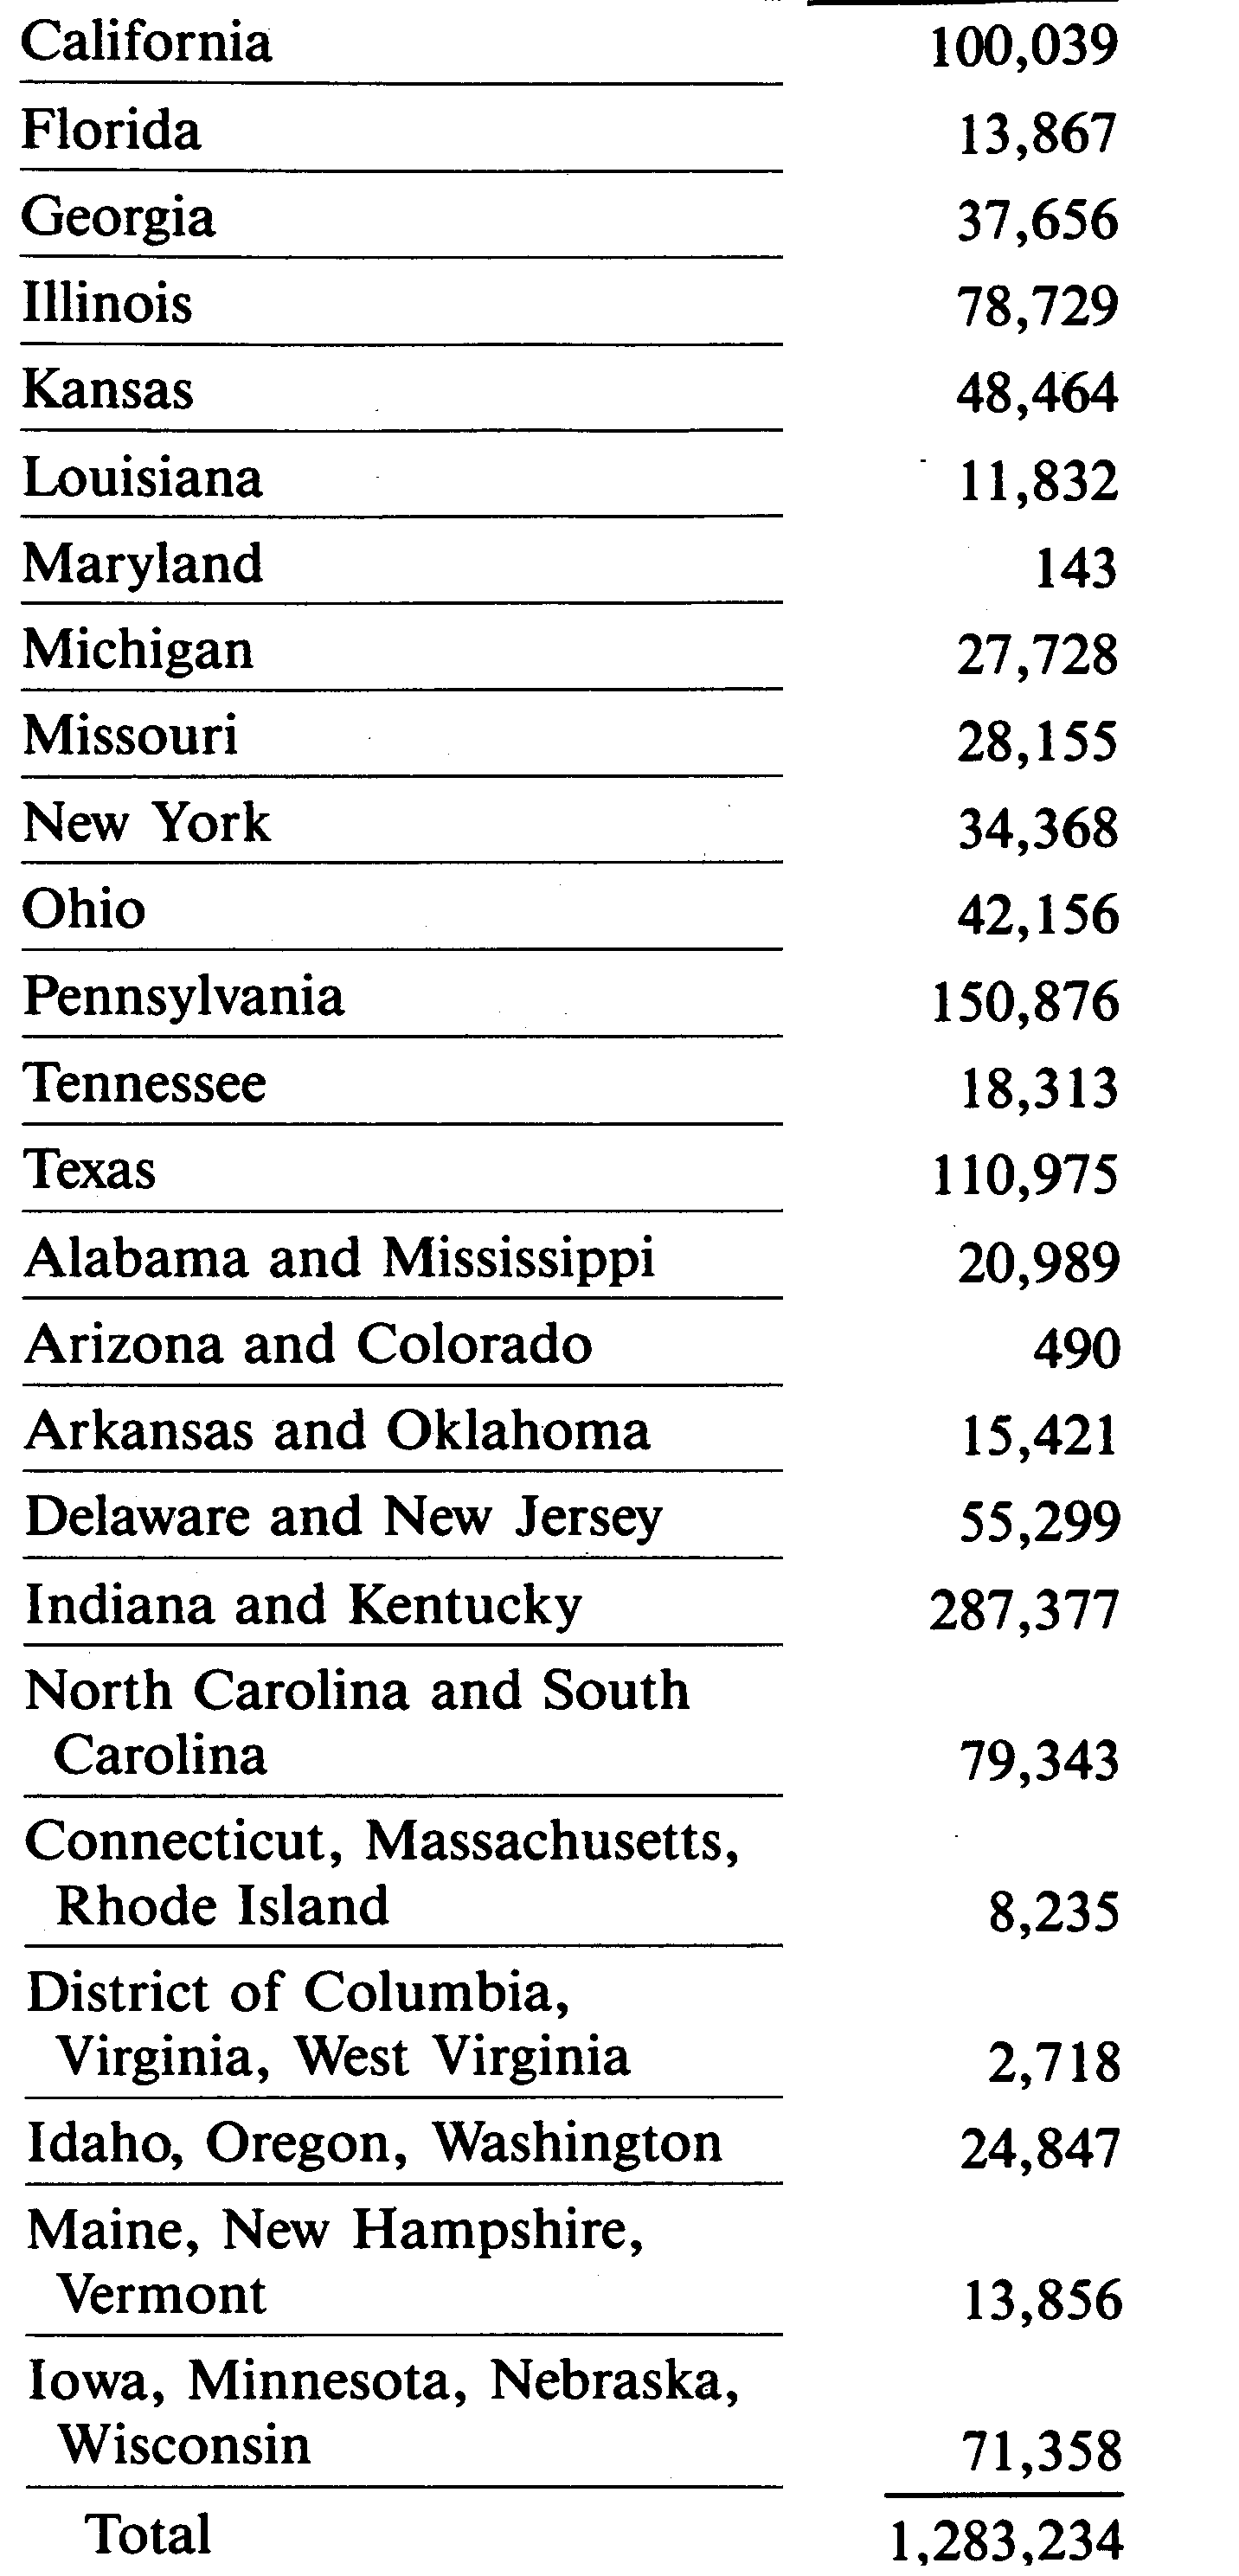 California 100,039
Florida 13,867
Georgia 37,656
Illinois 78,729
Kansas 48,464
Louisiana 11,832
Maryland 143
Michigan 27,728
Missouri 28,155
New York 34,368
Ohio 42,156
Pennsylvania 150,876
Tennessee 18,313
Texas 110,975
Alabama and Mississippi 20,989
Arizona and Colorado 490
Arkansas and Oklahoma 15,421
Delaware and New Jersey 55,299
Indiana and Kentucky 287,377
North Carolina and South
Carolina 79,343
Connecticut, Massachusetts,
Rhode Island 8,235
District of Columbia,
Virginia, West Virginia 2,718
Idaho, Oregon, Washington 24,847
Maine, New Hampshire,
Vermont 13,856
Iowa, Minnesota, Nebraska,
Wisconsin 71,358
Total 1,283,234